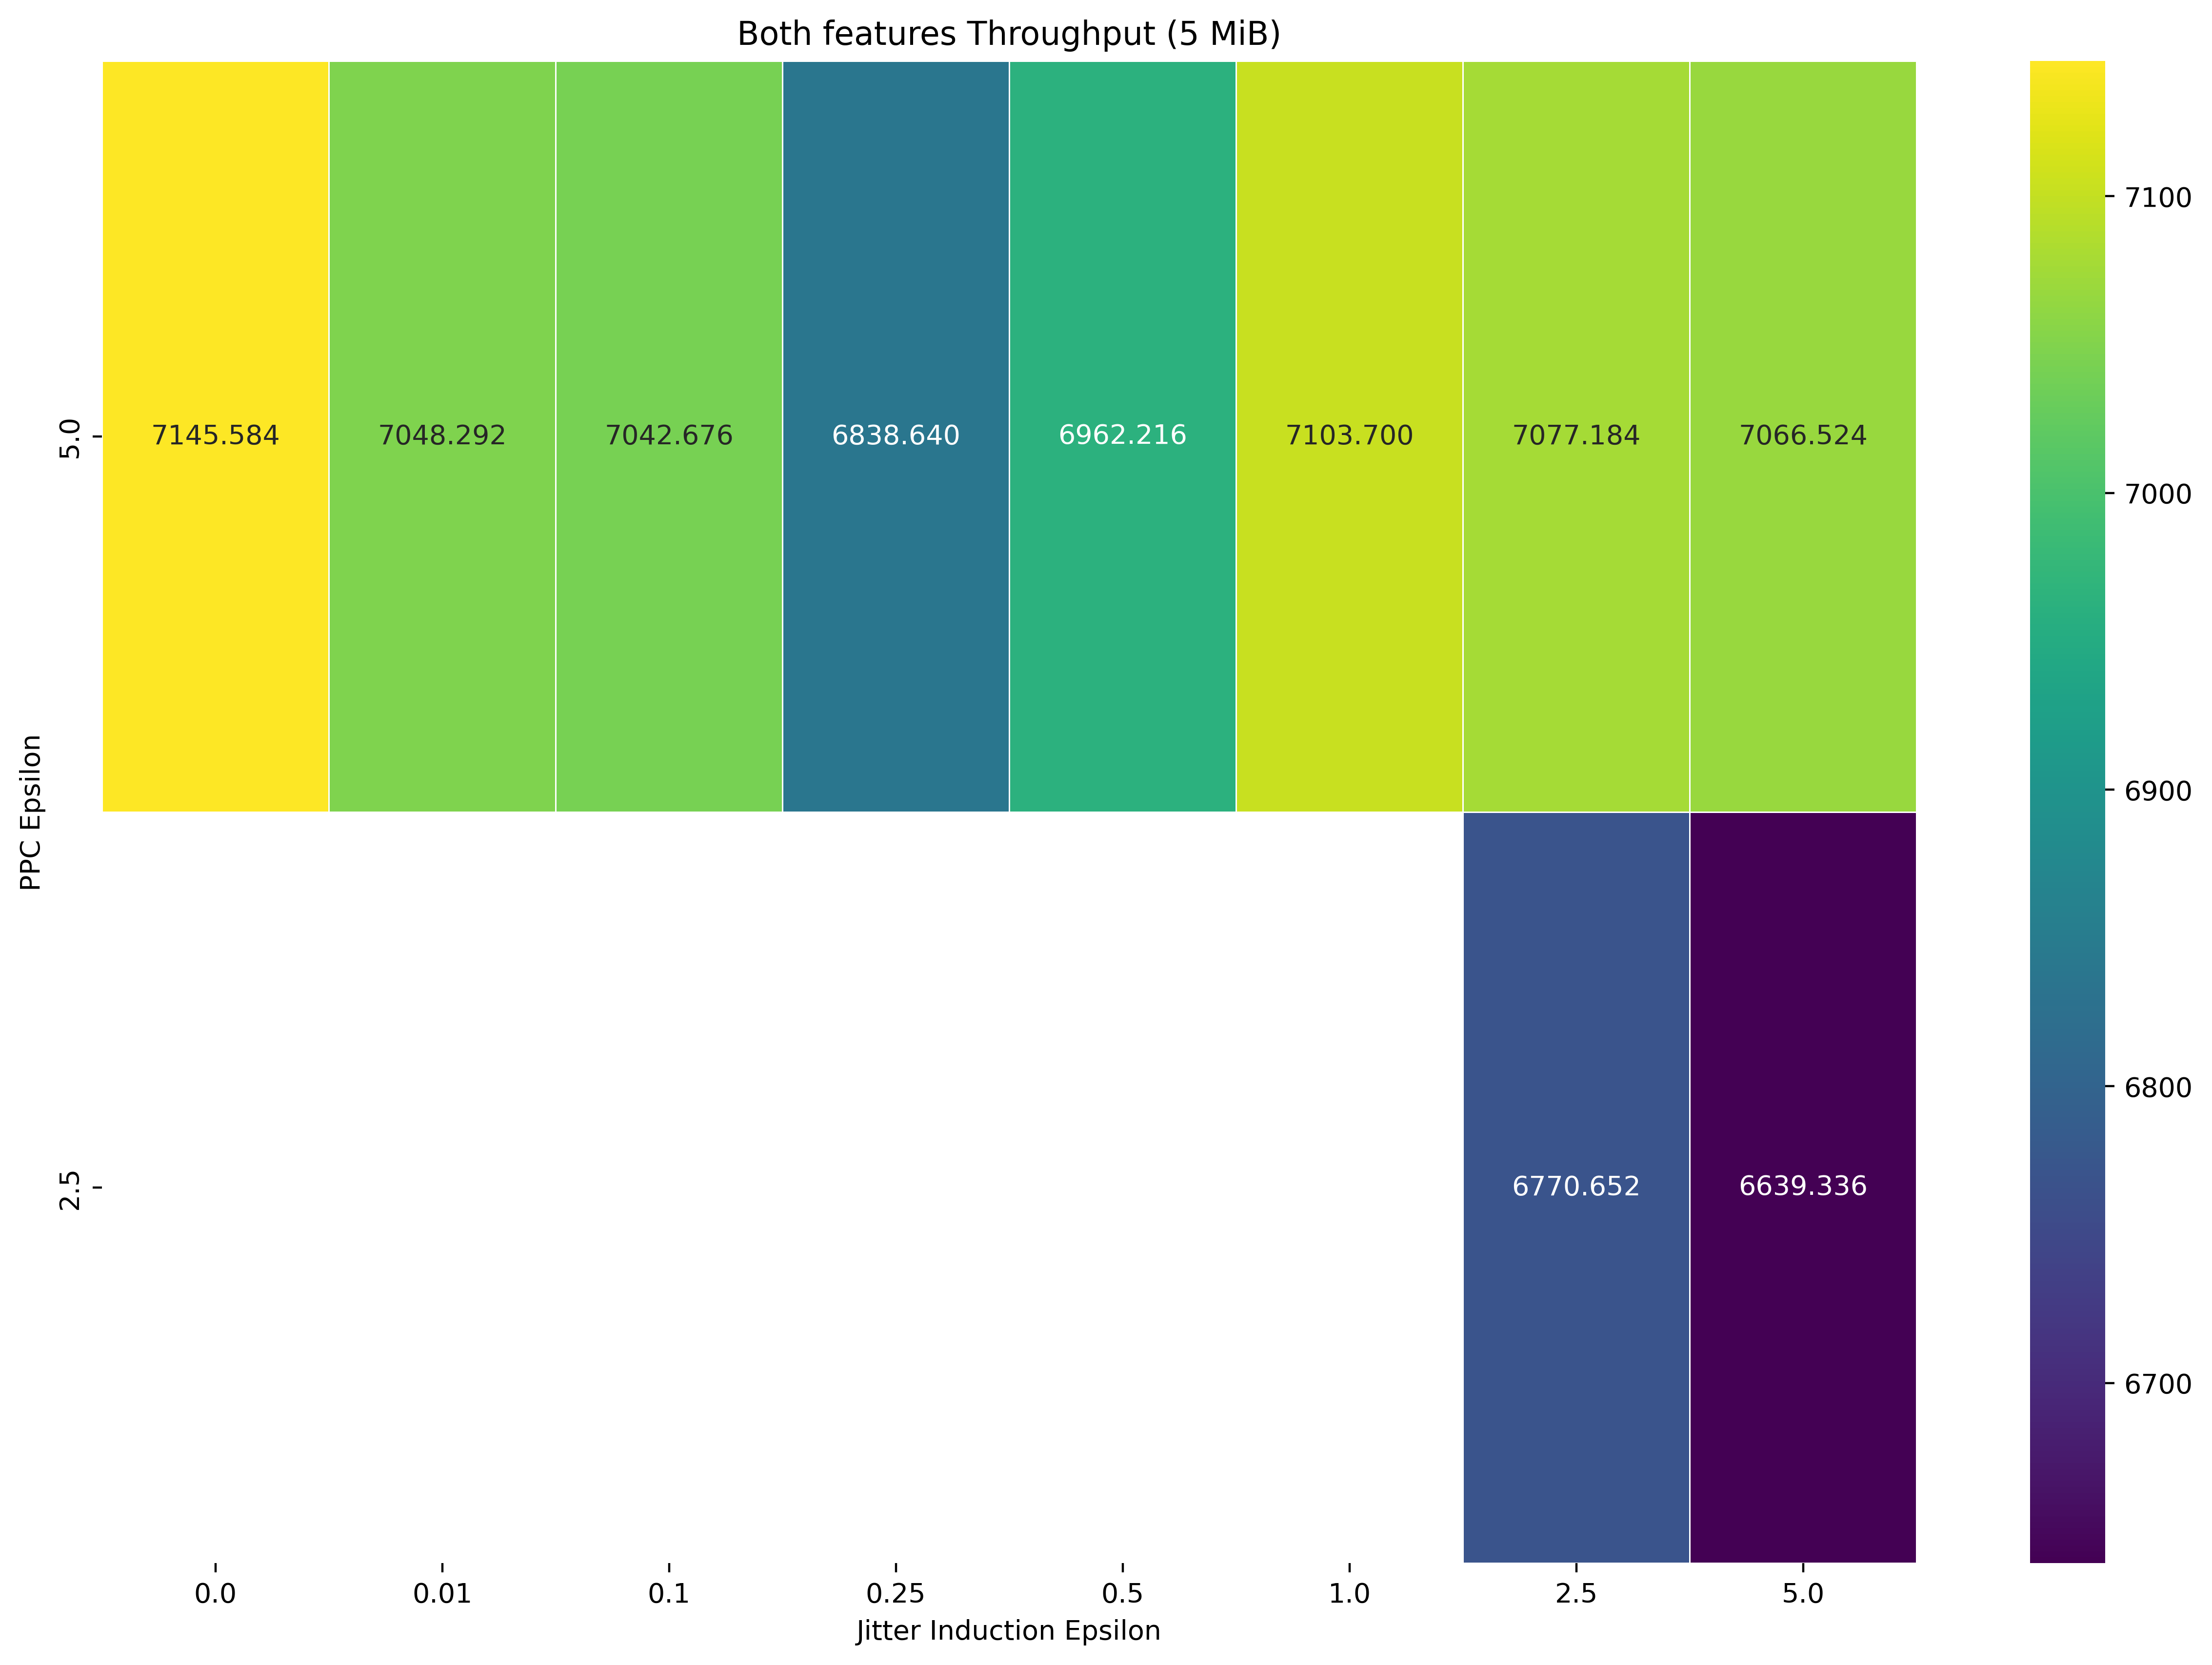 Both features Throughput (5 MiB)
PPC Epsilon
5.0
7145.584 7048.292 7042.676 6838.640 6962.216 7103.700 7077.184 7066.524
2.5
6770.652 6639.336
0.0 0.01 0.1 0.25 0.5 1.0 2.5 5.0
Jitter Induction Epsilon
7100
7000
6900
6800
6700